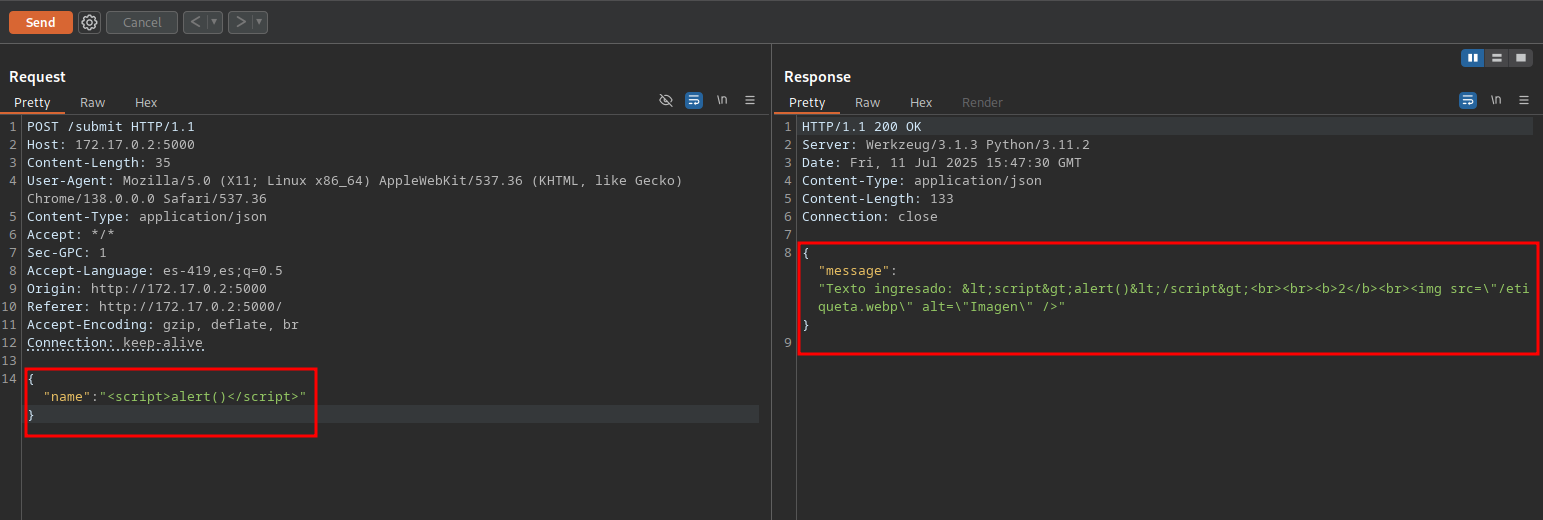 Send Cancel < >
Request
Pretty Raw Hex \n
1 POST /submit HTTP/1.1
2 Host: 172.17.0.2:5000
3 Content-Length: 35
4 User-Agent: Mozilla/5.0 (X11; Linux x86_64) AppleWebKit/537.36 (KHTML, like Gecko)
Chrome/138.0.0.0 Safari/537.36
5 Content-Type: application/json
6 Accept: */*
7 Sec-GPC: 1
8 Accept-Language: es-419,es;q=0.5
9 Origin: http://172.17.0.2:5000
10 Referer: http://172.17.0.2:5000/
11 Accept-Encoding: gzip, deflate, br
12 Connection: keep-alive
13
14 {
"name":"<script>alert()</script>"
}
Response
Pretty Raw Hex Render \n
1 HTTP/1.1 200 OK
2 Server: Werkzeug/3.1.3 Python/3.11.2
3 Date: Fri, 11 Jul 2025 15:47:30 GMT
4 Content-Type: application/json
5 Content-Length: 133
6 Connection: close
7
8 {
"message":
"Texto ingresado: &lt;script&gt;alert()&lt;/script&gt;<br><br><b>2</b><br><img src=\"/eti
queta.webp\" alt=\"Imagen\" />"
}
9